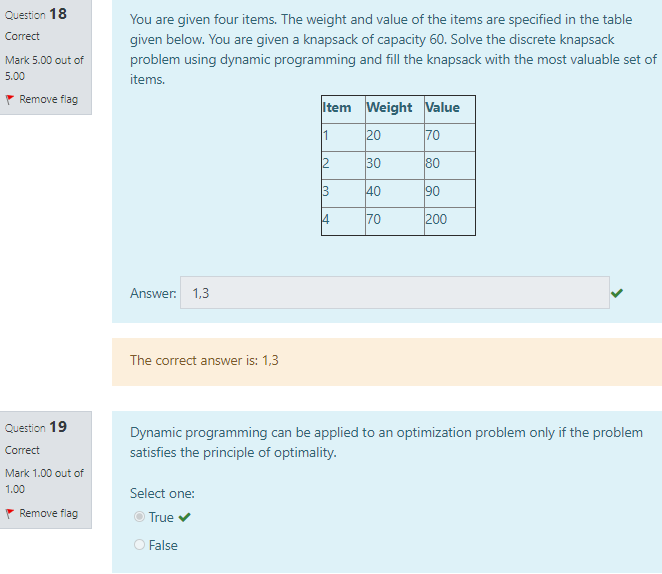 Question 18
Correct
Mark 5.00 out of
5.00
Remove flag
You are given four items. The weight and value of the items are specified in the table
given below. You are given a knapsack of capacity 60. Solve the discrete knapsack
problem using dynamic programming and fill the knapsack with the most valuable set of
items.
Item Weight Value
1 20 70
2 30 80
3 40 90
4 70 200
Answer: 1,3
The correct answer is: 1,3
Question 19
Correct
Mark 1.00 out of
1.00
Remove flag
Dynamic programming can be applied to an optimization problem only if the problem
satisfies the principle of optimality.
Select one:
True
False